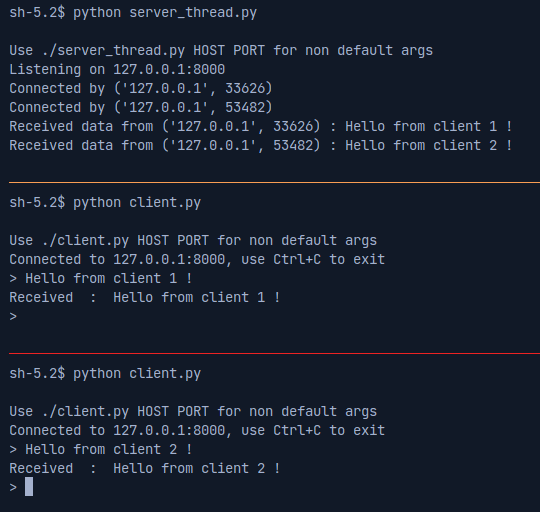 sh-5.2$ python server_thread.py
Use ./server_thread.py HOST PORT for non default args
Listening on 127.0.0.1:8000
Connected by ('127.0.0.1', 33626)
Connected by ('127.0.0.1', 53482)
Received data from ('127.0.0.1', 33626) : Hello from client 1 !
Received data from ('127.0.0.1', 53482) : Hello from client 2 !
sh-5.2$ python client.py
Use ./client.py HOST PORT for non default args
Connected to 127.0.0.1:8000, use Ctrl+C to exit
> Hello from client 1 !
Received  :  Hello from client 1 !
>
sh-5.2$ python client.py
Use ./client.py HOST PORT for non default args
Connected to 127.0.0.1:8000, use Ctrl+C to exit
> Hello from client 2 !
Received  :  Hello from client 2 !
>